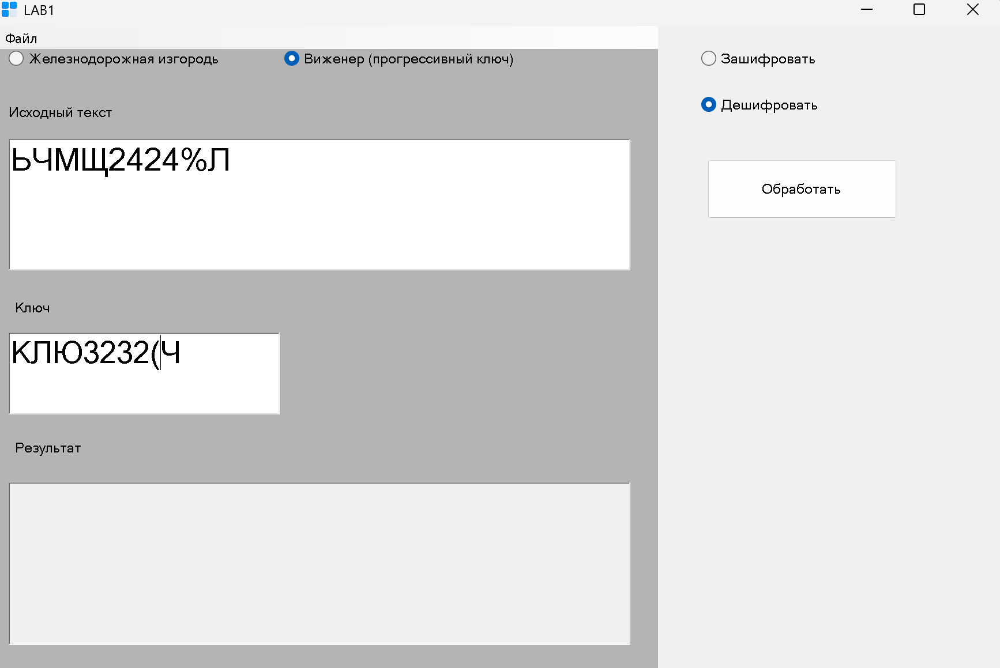 LAB1
Файл
Железнодорожная изгородь
Виженер (прогрессивный ключ)
Зашифровать
Дешифровать
Исходный текст
ЬЧМЩ2424%Л
Обработать
Ключ
КЛЮ3232(Ч
Результат